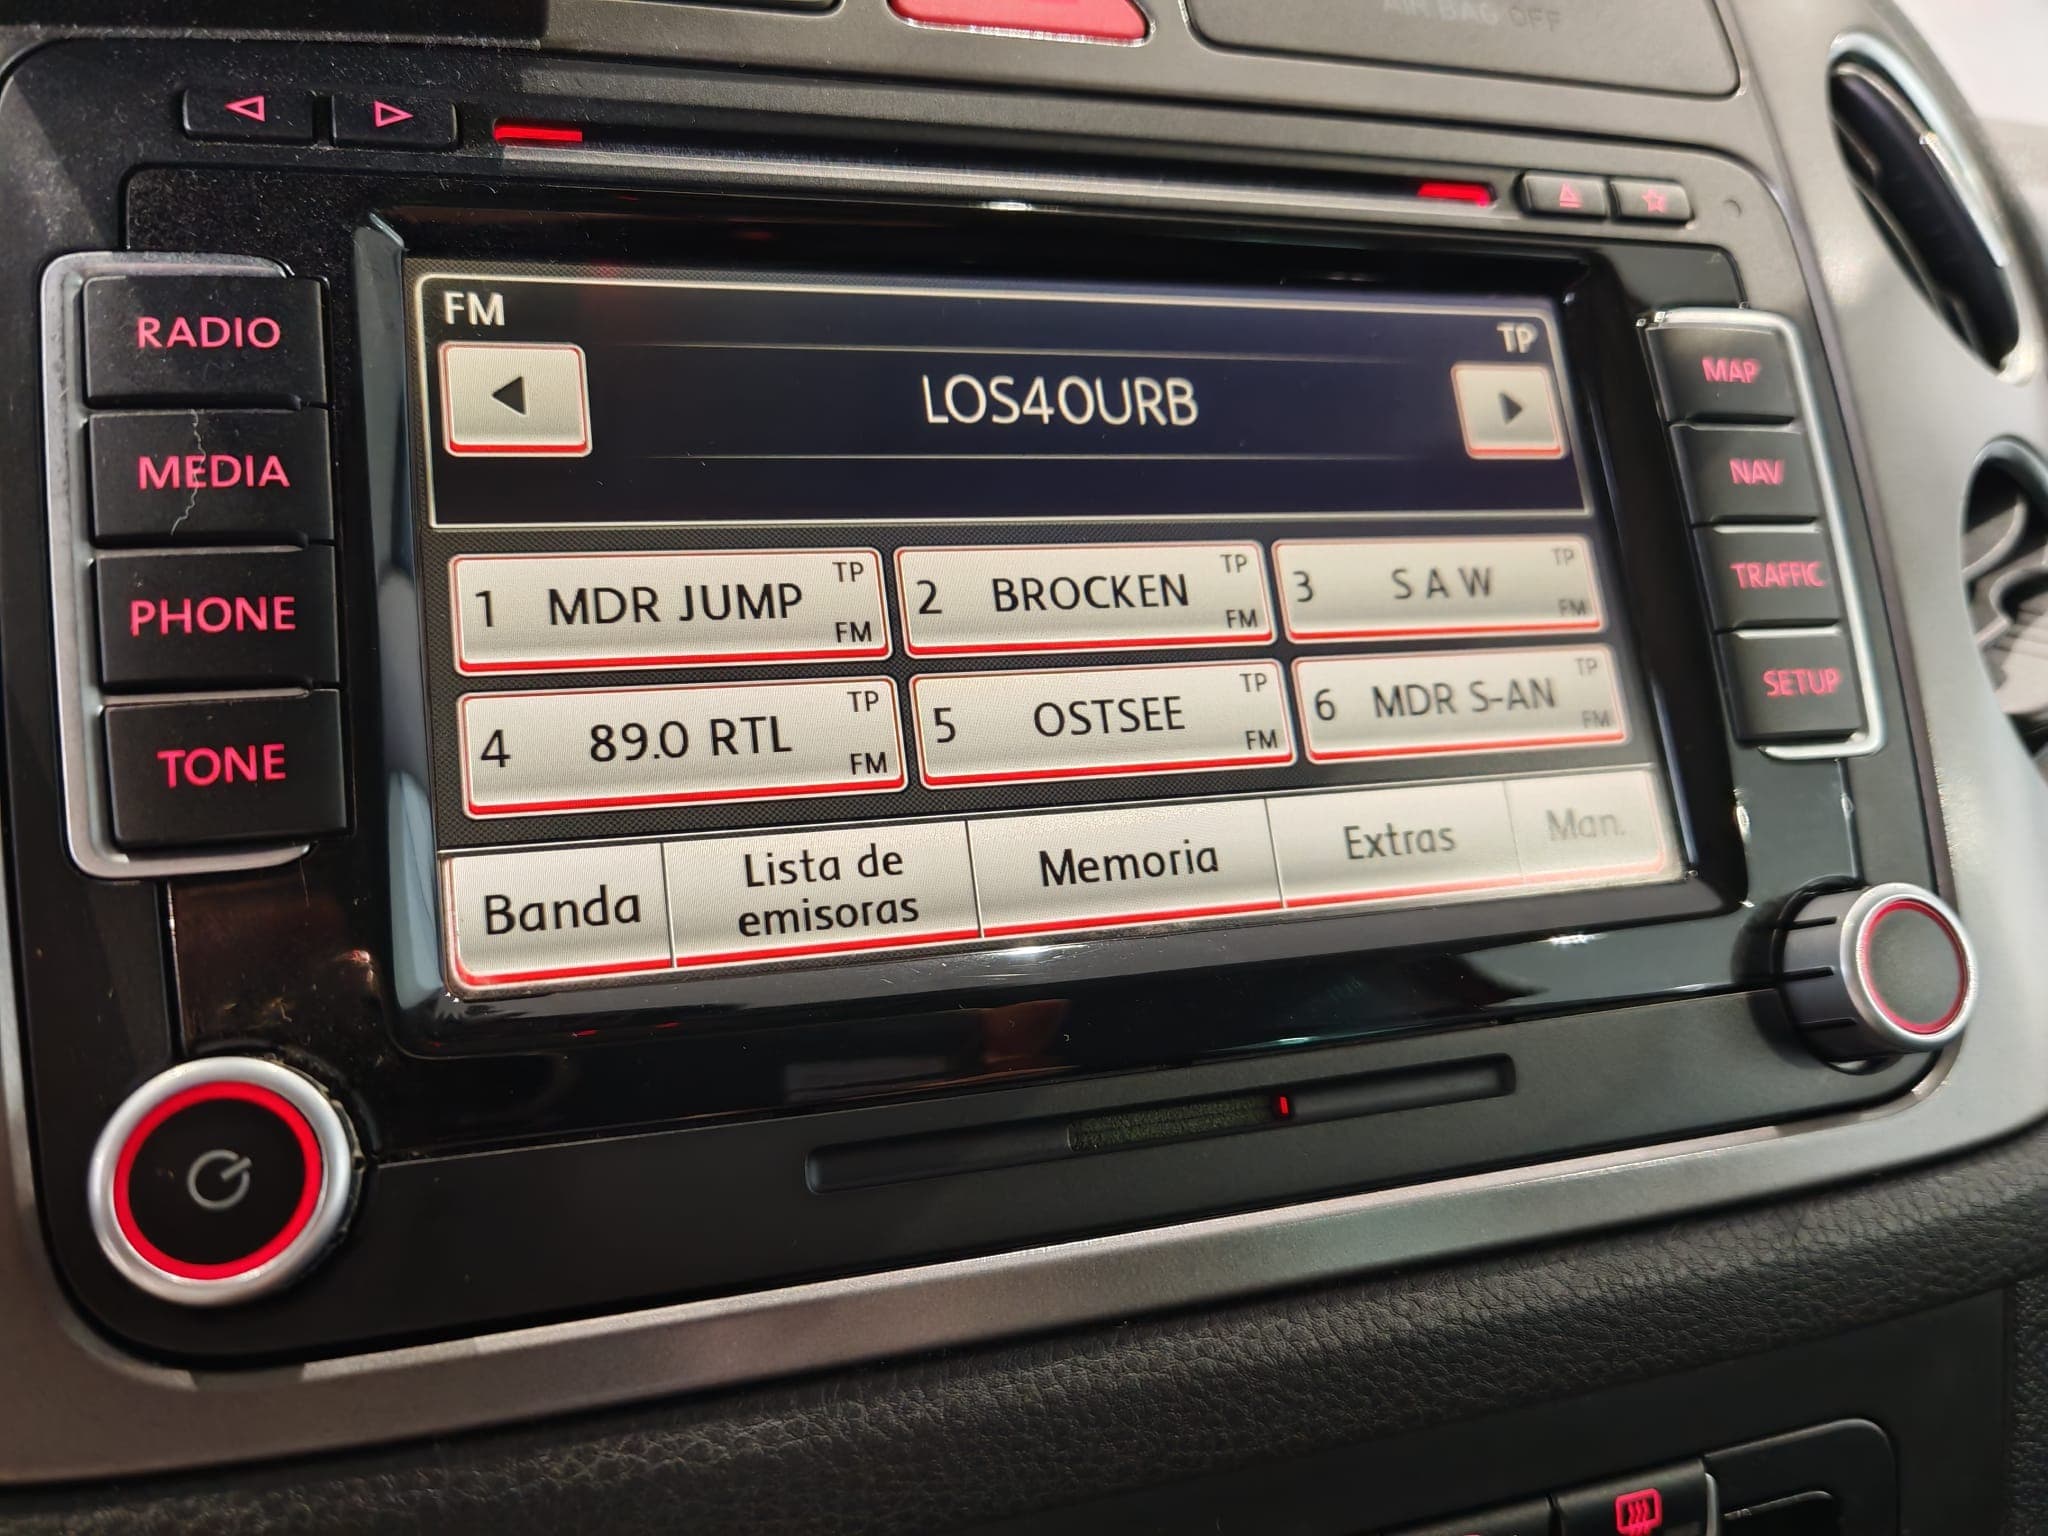 AIR BAG OFF
RADIO
MEDIA
PHONE
TONE
FM
TP
LOS40URB
1 MDR JUMP TP FM
2 BROCKEN TP FM
3 S A W TP FM
4 89.0 RTL TP FM
5 OSTSEE TP FM
6 MDR S-AN TP FM
Banda
Lista de
emisoras
Memoria
Extras
Man.
MAP
NAV
TRAFFIC
SETUP